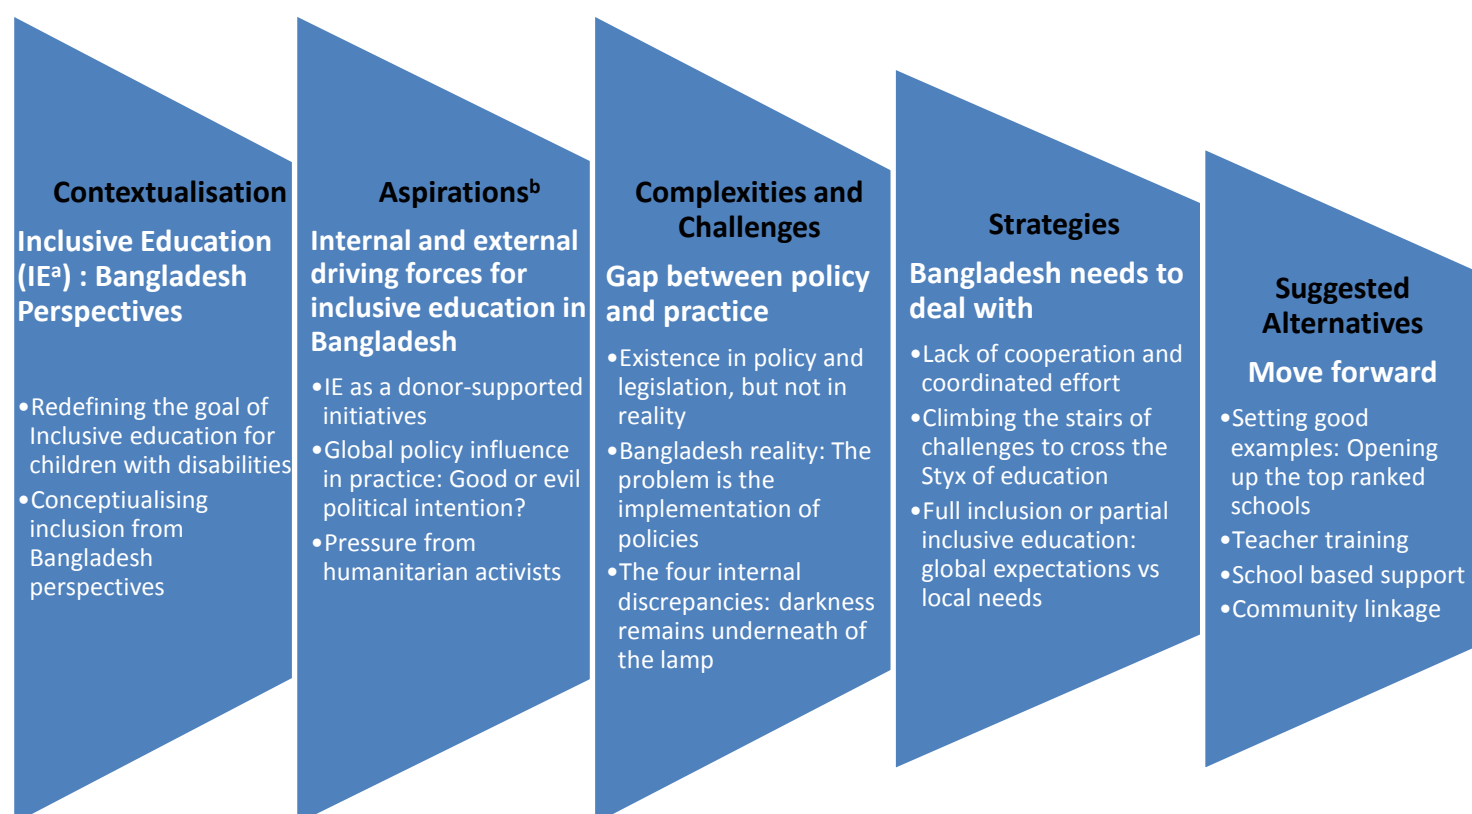 Contextualisation
Inclusive Education
(IEᵃ) : Bangladesh
Perspectives
•Redefining the goal of
Inclusive education for
children with disabilities
•Conceptiualising
inclusion from
Bangladesh
perspectives
Aspirationsᵇ
Internal and external
driving forces for
inclusive education in
Bangladesh
•IE as a donor-supported
initiatives
•Global policy influence
in practice: Good or evil
political intention?
•Pressure from
humanitarian activists
Complexities and
Challenges
Gap between policy
and practice
•Existence in policy and
legislation, but not in
reality
•Bangladesh reality: The
problem is the
implementation of
policies
•The four internal
discrepancies: darkness
remains underneath of
the lamp
Strategies
Bangladesh needs to
deal with
•Lack of cooperation and
coordinated effort
•Climbing the stairs of
challenges to cross the
Styx of education
•Full inclusion or partial
inclusive education:
global expectations vs
local needs
Suggested
Alternatives
Move forward
•Setting good
examples: Opening
up the top ranked
schools
•Teacher training
•School based support
•Community linkage